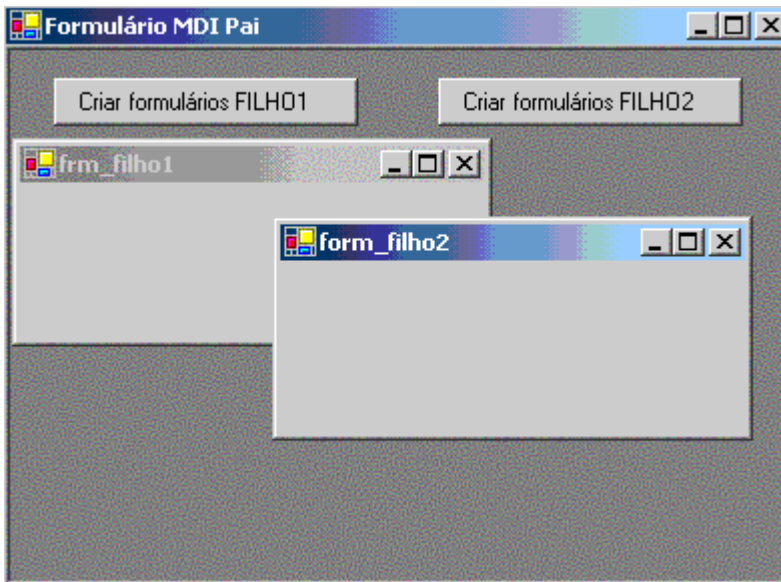 Formulário MDI Pai
Criar formulários FILHO1
Criar formulários FILHO2
frm_filho1
form_filho2